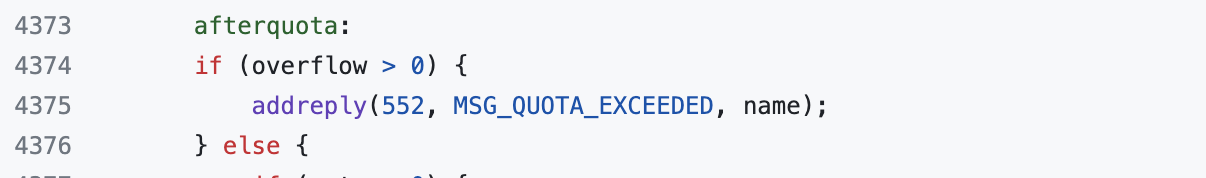 4373 afterquota:
4374 if (overflow > 0) {
4375 addreply(552, MSG_QUOTA_EXCEEDED, name);
4376 } else {